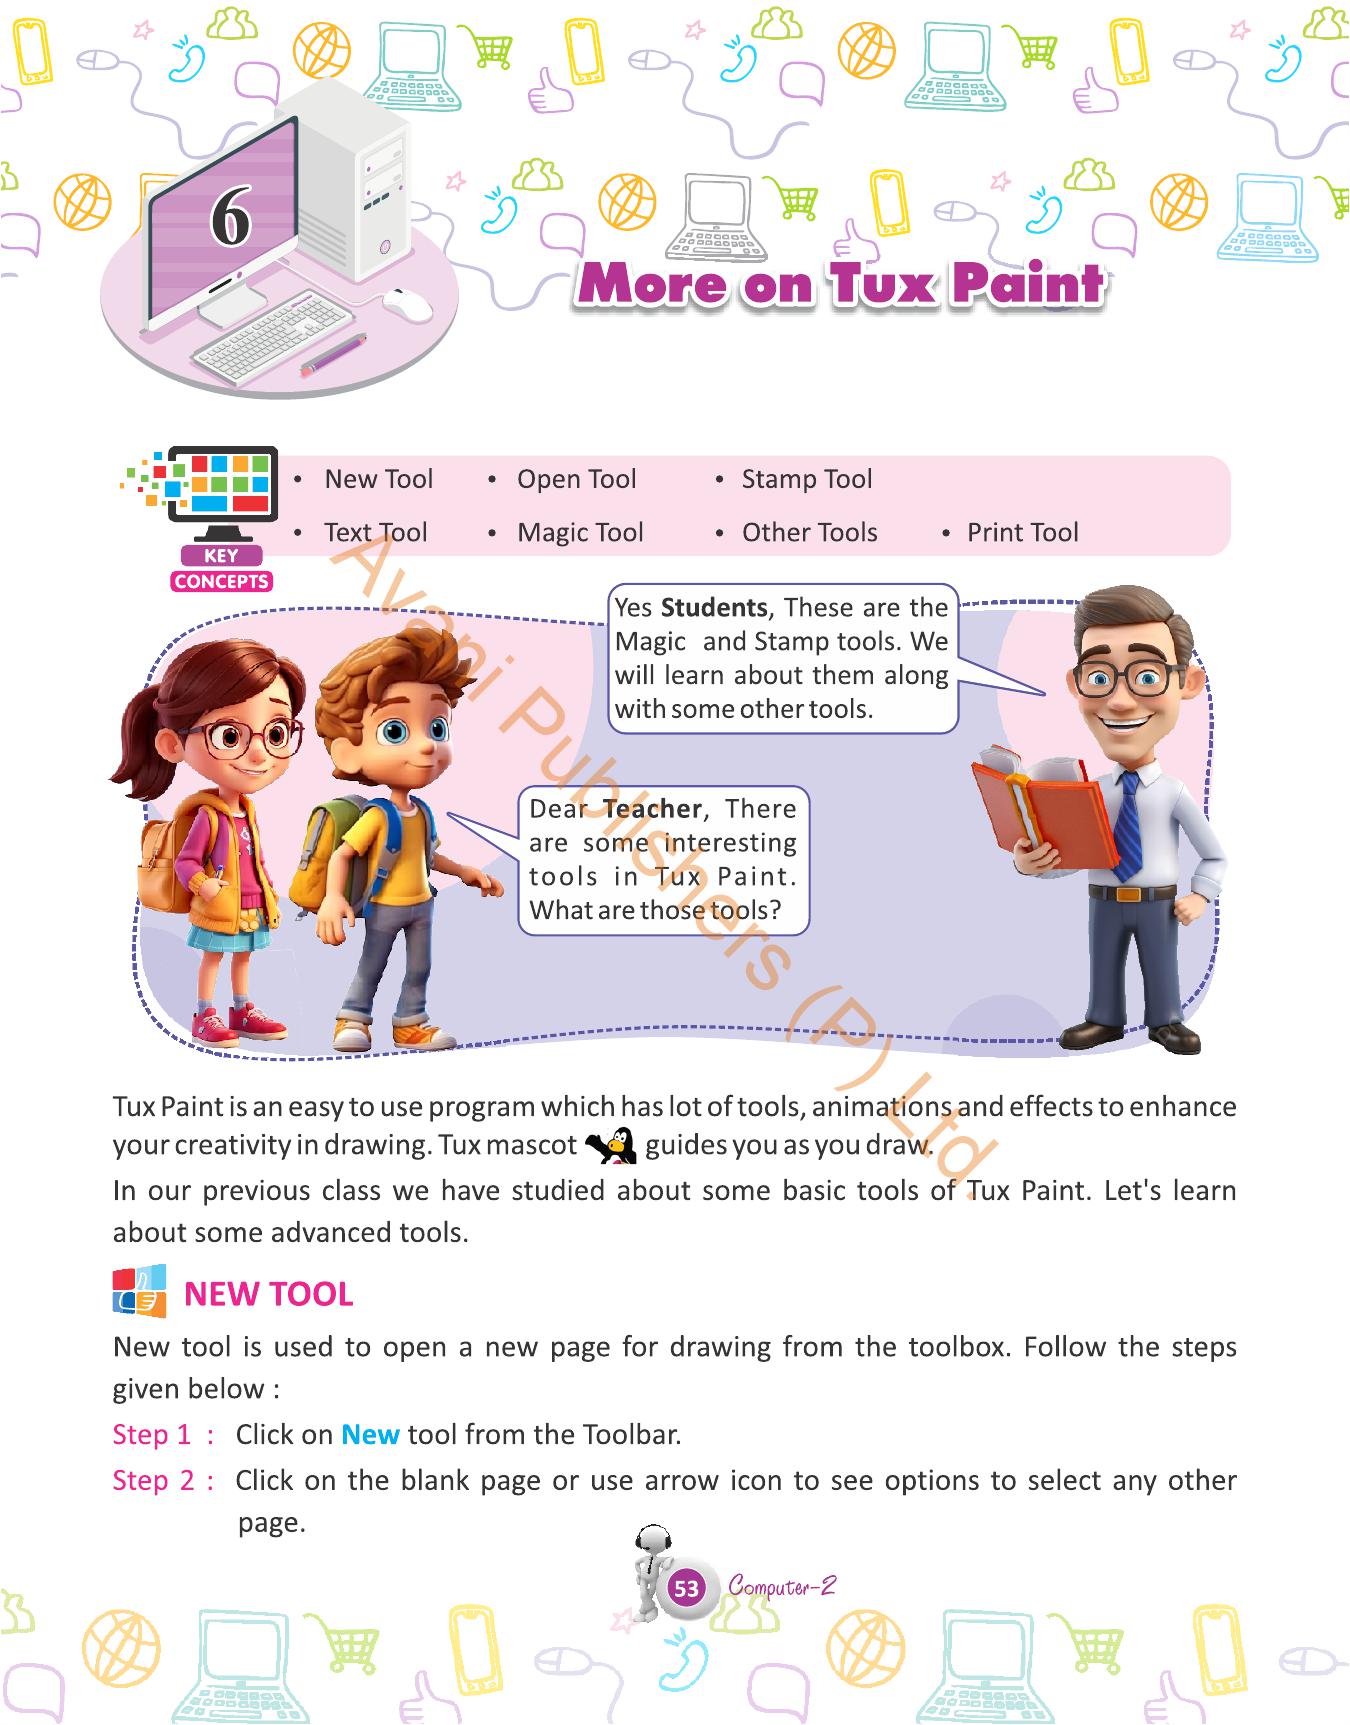 6
More on Tux Paint
• New Tool • Open Tool • Stamp Tool
• Text Tool • Magic Tool • Other Tools • Print Tool
KEY
CONCEPTS
Yes Students, These are the
Magic and Stamp tools. We
will learn about them along
with some other tools.
Dear Teacher, There
are some interesting
tools in Tux Paint.
What are those tools?
Avani Publishers (P) Ltd.
Tux Paint is an easy to use program which has lot of tools, animations and effects to enhance
your creativity in drawing. Tux mascot guides you as you draw.
In our previous class we have studied about some basic tools of Tux Paint. Let's learn
about some advanced tools.
NEW TOOL
New tool is used to open a new page for drawing from the toolbox. Follow the steps
given below :
Step 1 : Click on New tool from the Toolbar.
Step 2 : Click on the blank page or use arrow icon to see options to select any other
page.
53 Computer-2